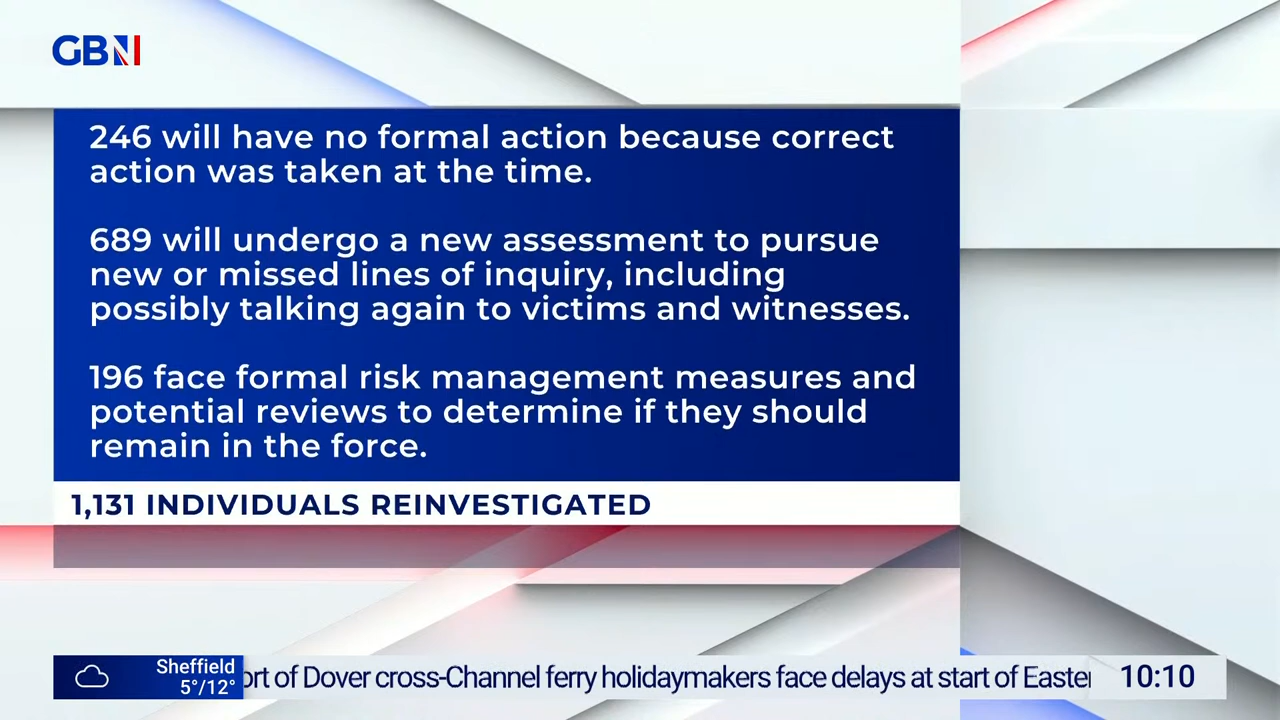 GBN
246 will have no formal action because correct
action was taken at the time.
689 will undergo a new assessment to pursue
new or missed lines of inquiry, including
possibly talking again to victims and witnesses.
196 face formal risk management measures and
potential reviews to determine if they should
remain in the force.
1,131 INDIVIDUALS REINVESTIGATED
Sheffield
5°/12°
of Dover cross-Channel ferry holidaymakers face delays at start of
10:10